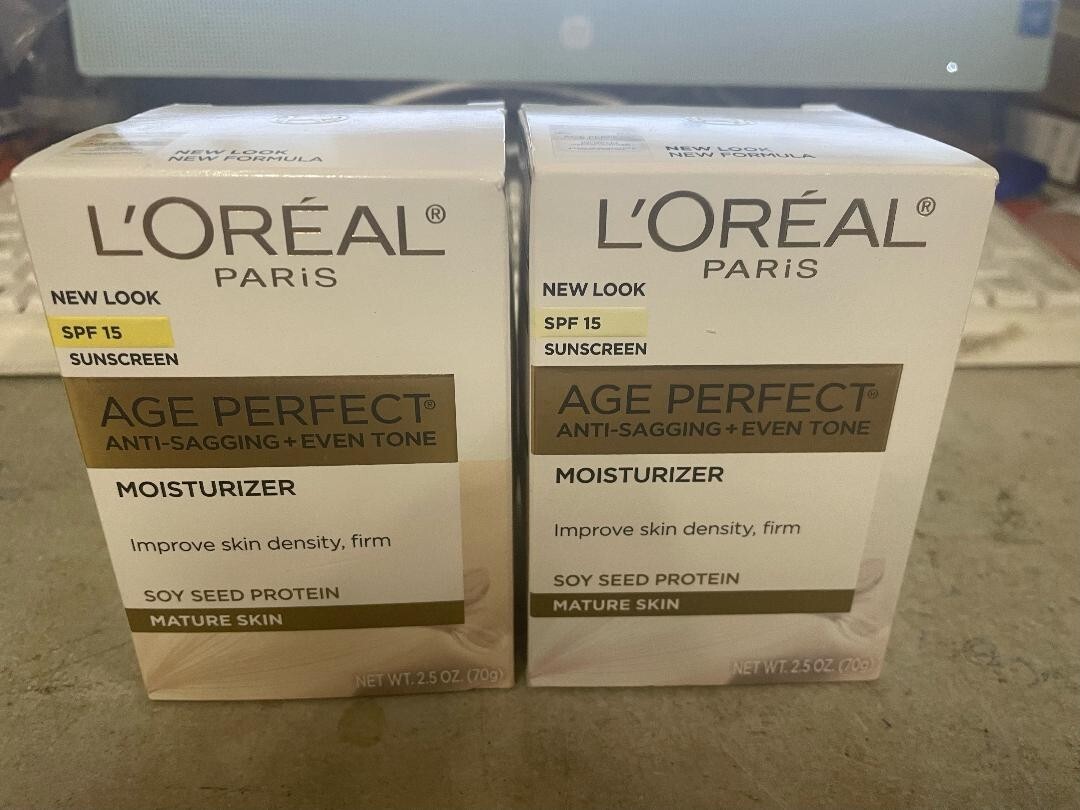 NEW LOOK
NEW FORMULA
L'ORÉAL®
PARiS
NEW LOOK
SPF 15
SUNSCREEN
AGE PERFECT®
ANTI-SAGGING + EVEN TONE
MOISTURIZER
Improve skin density, firm
SOY SEED PROTEIN
MATURE SKIN
NET WT. 2.5 OZ. (70g)
AGE PERFECT
NEW LOOK
NEW FORMULA
L'ORÉAL®
PARiS
NEW LOOK
SPF 15
SUNSCREEN
AGE PERFECT®
ANTI-SAGGING + EVEN TONE
MOISTURIZER
Improve skin density, firm
SOY SEED PROTEIN
MATURE SKIN
NET WT. 2.5 OZ. (70g)